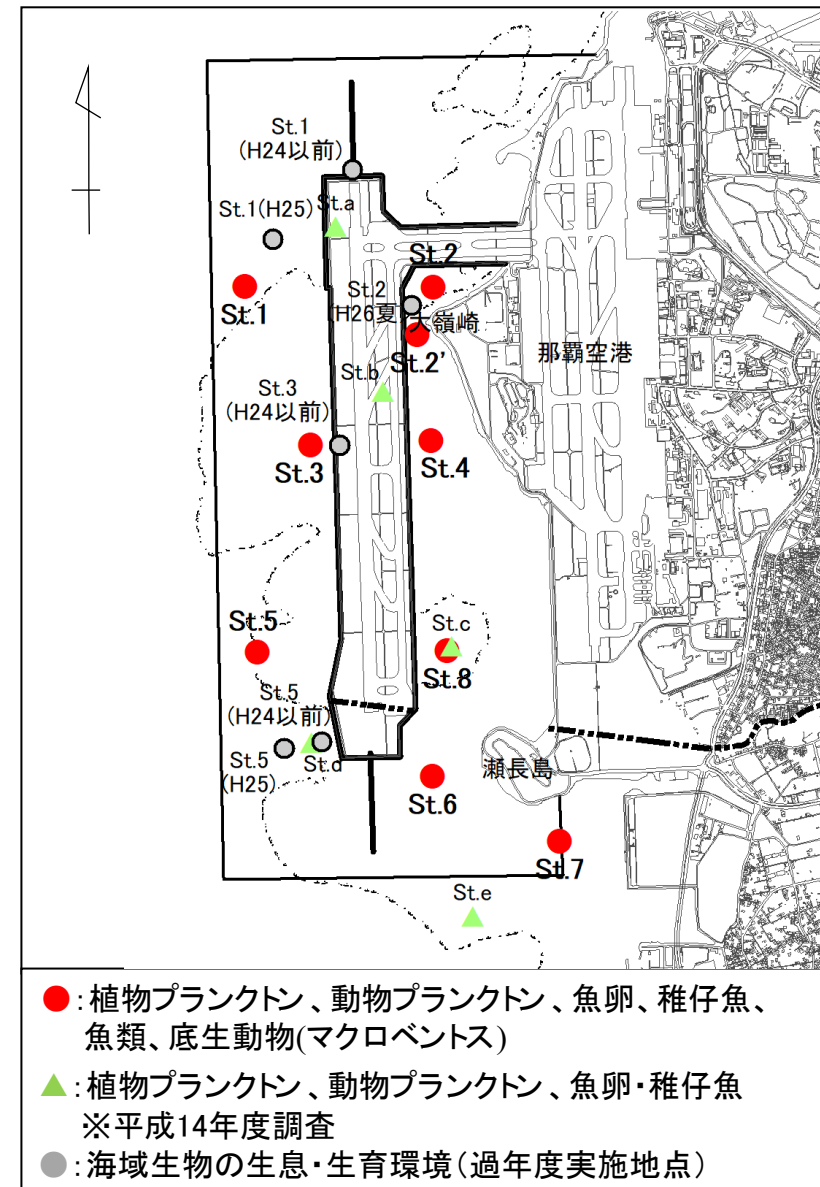 St.1
(H24以前)
St.1(H25)
St.a
St.1
St.2
St.2
(H26夏)
大嶺崎
St.2'
那覇空港
St.b
St.3
(H24以前)
St.3
St.4
St.5
St.c
St.8
St.5
(H24以前)
St.5
(H25)
St.d
瀬長島
St.6
St.7
St.e
●:植物プランクトン、動物プランクトン、魚卵、稚仔魚、
魚類、底生動物(マクロベントス)
▲:植物プランクトン、動物プランクトン、魚卵・稚仔魚
※平成14年度調査
●:海域生物の生息・生育環境(過年度実施地点)